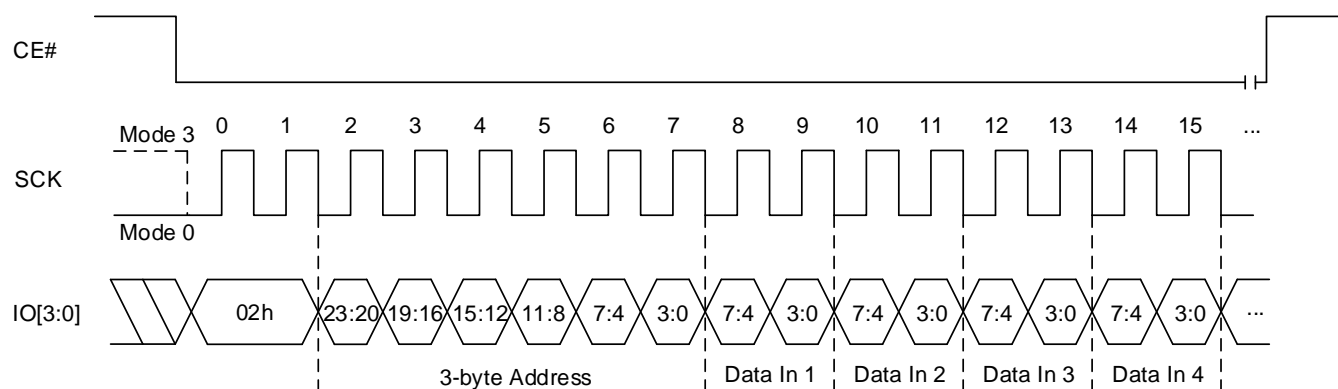 CE#
0 1 2 3 4 5 6 7 8 9 10 11 12 13 14 15 ...
Mode 3
SCK
Mode 0
IO[3:0] 02h 23:20 19:16 15:12 11:8 7:4 3:0 7:4 3:0 7:4 3:0 7:4 3:0 7:4 3:0 ...
3-byte Address Data In 1 Data In 2 Data In 3 Data In 4